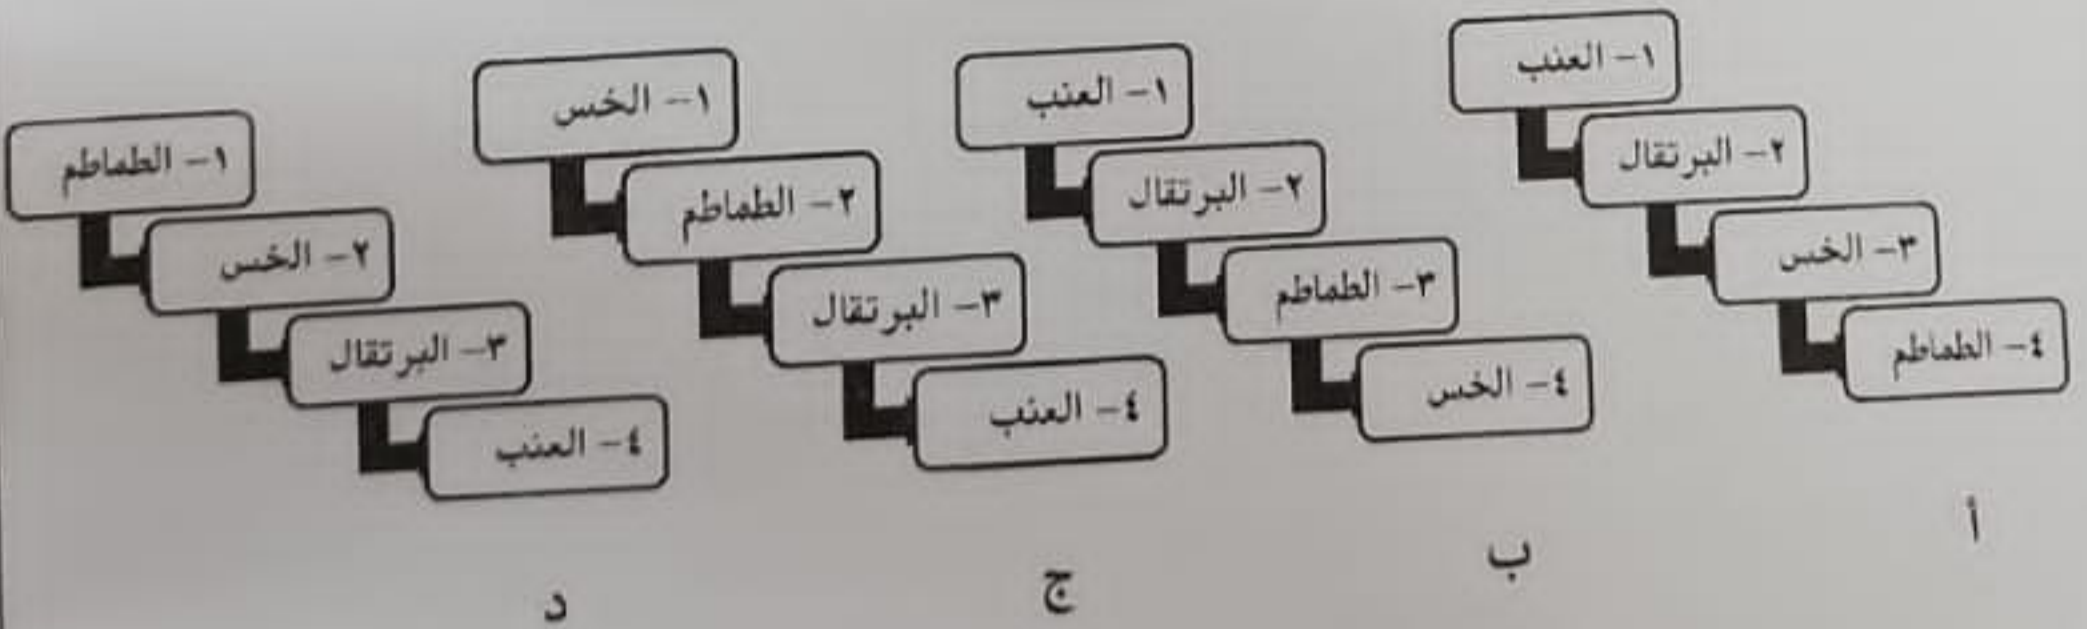 ١- العنب
٢- البرتقال
٣- الخس
٤- الطماطم
أ
١- العنب
٢- البرتقال
٣- الطماطم
٤- الخس
ب
١- الخس
٢- الطماطم
٣- البرتقال
٤- العنب
ج
١- الطماطم
٢- الخس
٣- البرتقال
٤- العنب
د